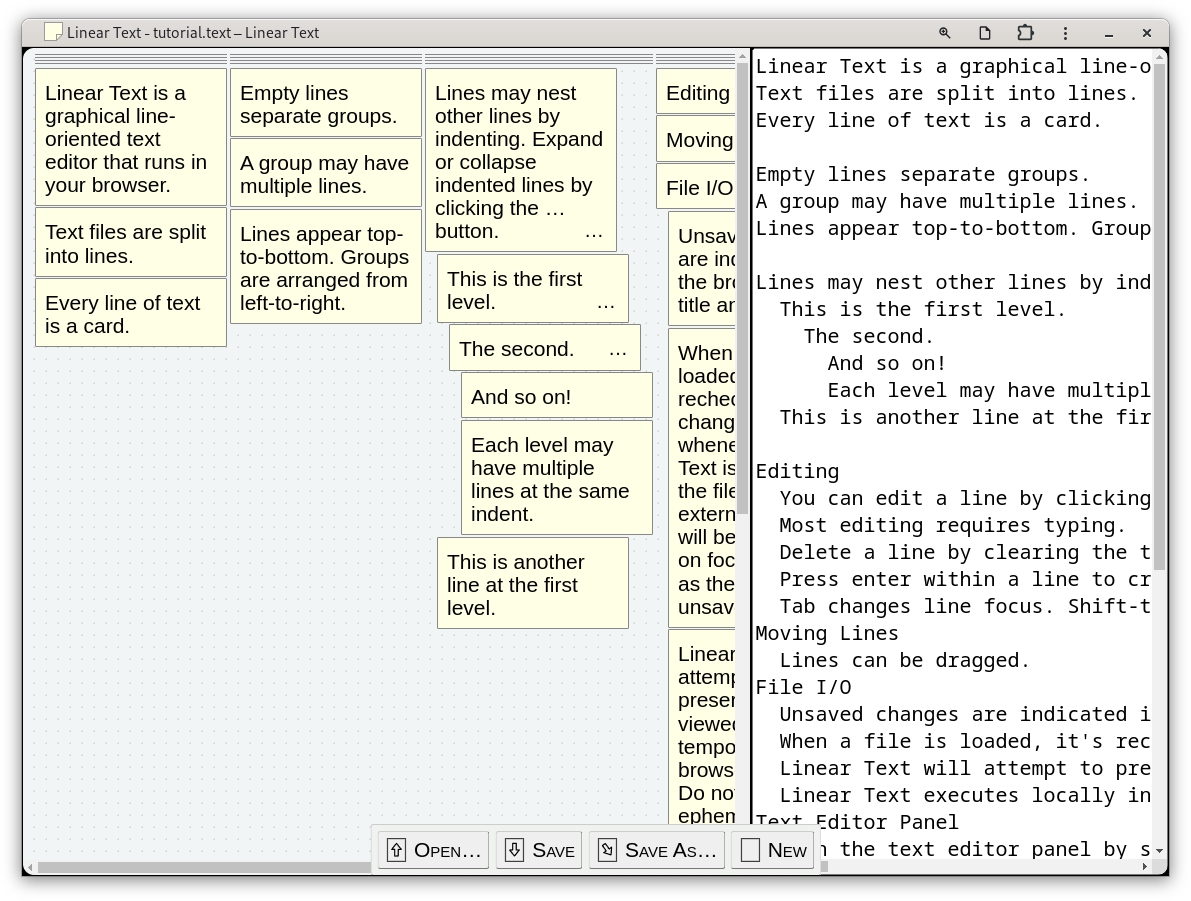 Linear Text - tutorial.text – Linear Text
Linear Text is a
graphical line-
oriented text
editor that runs in
your browser.
Text files are split
into lines.
Every line of text
is a card.
Empty lines
separate groups.
A group may have
multiple lines.
Lines appear top-
to-bottom. Groups
are arranged from
left-to-right.
Lines may nest
other lines by
indenting. Expand
or collapse
indented lines by
clicking the …
button. …
This is the first
level. …
The second. …
And so on!
Each level may
have multiple
lines at the same
indent.
This is another
line at the first
level.
Editing
Moving
File I/O
Unsav
are ind
the bro
title an
When
loaded
rechec
chang
whene
Text is
the file
extern
will be
on foc
as the
unsav
Linear
attemp
preser
viewed
tempo
brows
Do no
ephem
Linear Text is a graphical line-o
Text files are split into lines.
Every line of text is a card.
Empty lines separate groups.
A group may have multiple lines.
Lines appear top-to-bottom. Group
Lines may nest other lines by ind
This is the first level.
The second.
And so on!
Each level may have multipl
This is another line at the fir
Editing
You can edit a line by clicking
Most editing requires typing.
Delete a line by clearing the t
Press enter within a line to cr
Tab changes line focus. Shift-t
Moving Lines
Lines can be dragged.
File I/O
Unsaved changes are indicated i
When a file is loaded, it's rec
Linear Text will attempt to pre
Linear Text executes locally in
Text Editor Panel
the text editor panel by s
Open…
Save
Save As…
New